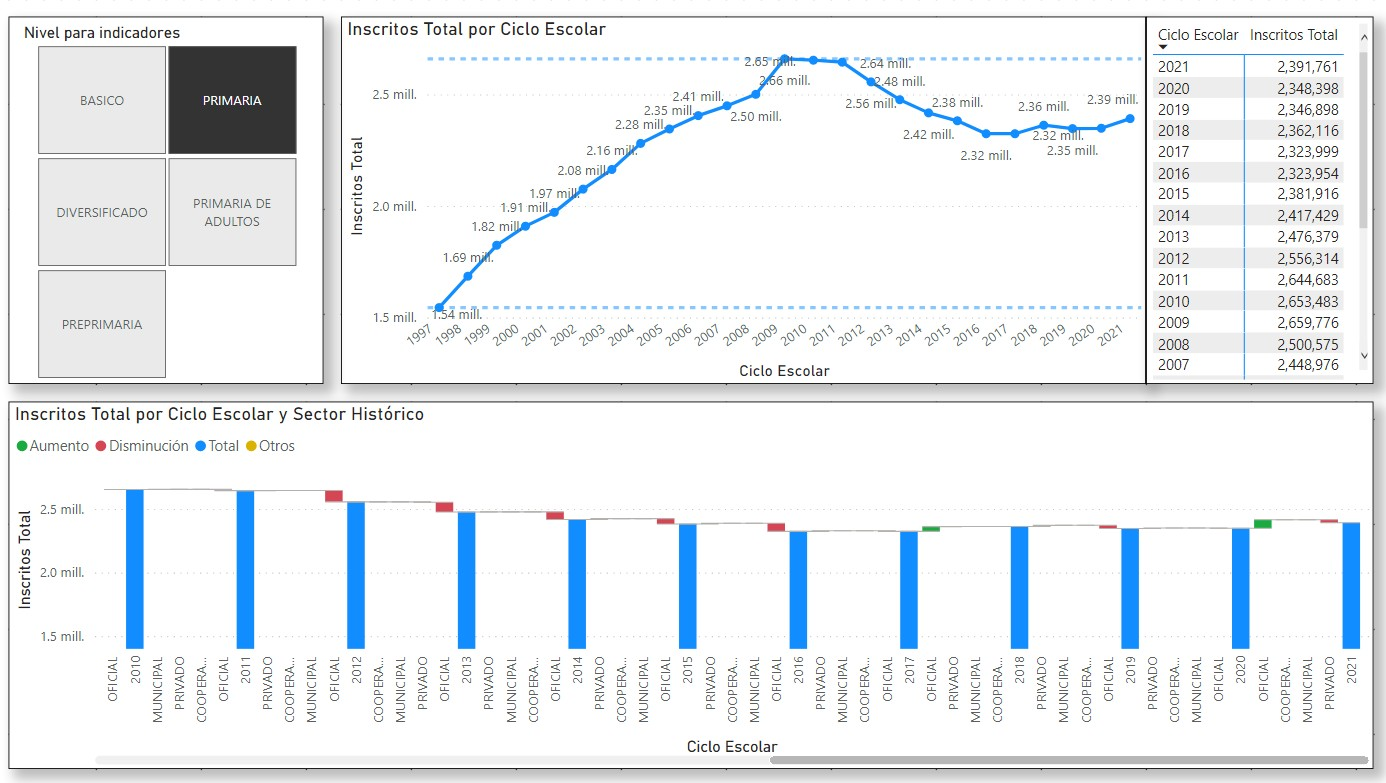 Nivel para indicadores
BASICO
PRIMARIA
DIVERSIFICADO
PRIMARIA DE
ADULTOS
PREPRIMARIA
Inscritos Total por Ciclo Escolar
Inscritos Total
2.5 mill.
2.0 mill.
1.5 mill.
1.54 mill.
1.69 mill.
1.82 mill.
1.91 mill.
1.97 mill.
2.08 mill.
2.16 mill.
2.28 mill.
2.35 mill.
2.41 mill.
2.50 mill.
2.66 mill.
2.65 mill.
2.64 mill.
2.56 mill.
2.48 mill.
2.42 mill.
2.38 mill.
2.32 mill.
2.32 mill.
2.36 mill.
2.35 mill.
2.39 mill.
1997 1998 1999 2000 2001 2002 2003 2004 2005 2006 2007 2008 2009 2010 2011 2012 2013 2014 2015 2016 2017 2018 2019 2020 2021
Ciclo Escolar
Ciclo Escolar Inscritos Total
2021 2,391,761
2020 2,348,398
2019 2,346,898
2018 2,362,116
2017 2,323,999
2016 2,323,954
2015 2,381,916
2014 2,417,429
2013 2,476,379
2012 2,556,314
2011 2,644,683
2010 2,653,483
2009 2,659,776
2008 2,500,575
2007 2,448,976
Inscritos Total por Ciclo Escolar y Sector Histórico
Aumento Disminución Total Otros
Inscritos Total
2.5 mill.
2.0 mill.
1.5 mill.
OFICIAL 2010 MUNICIPAL PRIVADO COOPERA... OFICIAL 2011 PRIVADO COOPERA... MUNICIPAL OFICIAL 2012 COOPERA... MUNICIPAL PRIVADO OFICIAL 2013 PRIVADO COOPERA... MUNICIPAL OFICIAL 2014 COOPERA... MUNICIPAL PRIVADO OFICIAL 2015 PRIVADO COOPERA... MUNICIPAL OFICIAL 2016 PRIVADO MUNICIPAL COOPERA... OFICIAL 2017 OFICIAL COOPERA... MUNICIPAL PRIVADO 2018 PRIVADO COOPERA... MUNICIPAL OFICIAL 2019 PRIVADO COOPERA... MUNICIPAL OFICIAL 2020 OFICIAL COOPERA... MUNICIPAL PRIVADO 2021
Ciclo Escolar